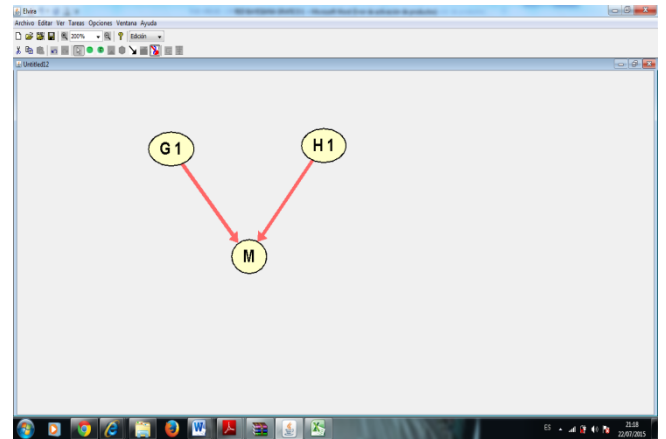 Elvira
Archivo Editar Ver Tareas Opciones Ventana Ayuda
200% Edición
Untitled12
G 1
H 1
M
ES
21:18
22/07/2015